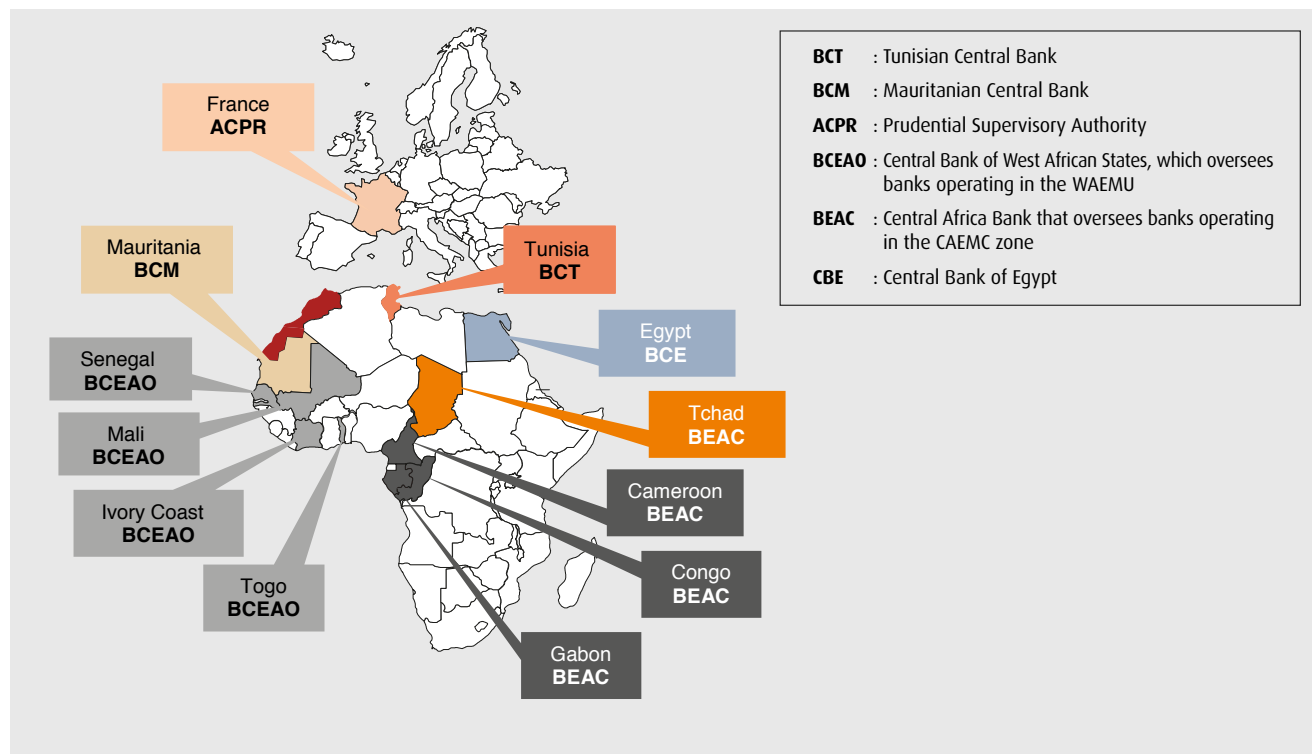 France
ACPR
Mauritania
BCM
Tunisia
BCT
Senegal
BCEAO
Egypt
BCE
Mali
BCEAO
Tchad
BEAC
Ivory Coast
BCEAO
Cameroon
BEAC
Togo
BCEAO
Congo
BEAC
Gabon
BEAC
BCT : Tunisian Central Bank
BCM : Mauritanian Central Bank
ACPR : Prudential Supervisory Authority
BCEAO : Central Bank of West African States, which oversees
banks operating in the WAEMU
BEAC : Central Africa Bank that oversees banks operating
in the CAEMC zone
CBE : Central Bank of Egypt